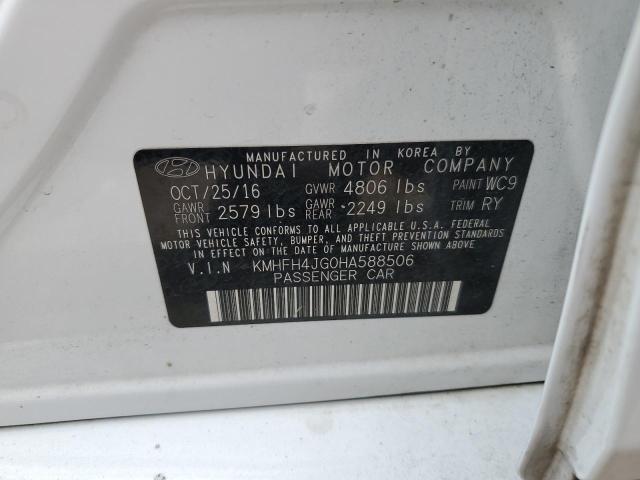 MANUFACTURED IN KOREA BY
HYUNDAI MOTOR COMPANY
OCT/25/16 GVWR 4806 lbs PAINT WC9
GAWR FRONT 2579 lbs GAWR REAR 2249 lbs TRIM RY
THIS VEHICLE CONFORMS TO ALL APPLICABLE U.S.A. FEDERAL
MOTOR VEHICLE SAFETY, BUMPER, AND THEFT PREVENTION STANDARDS
IN EFFECT ON THE DATE OF MANUFACTURE SHOWN ABOVE.
V.I.N KMHFH4JG0HA588506
PASSENGER CAR